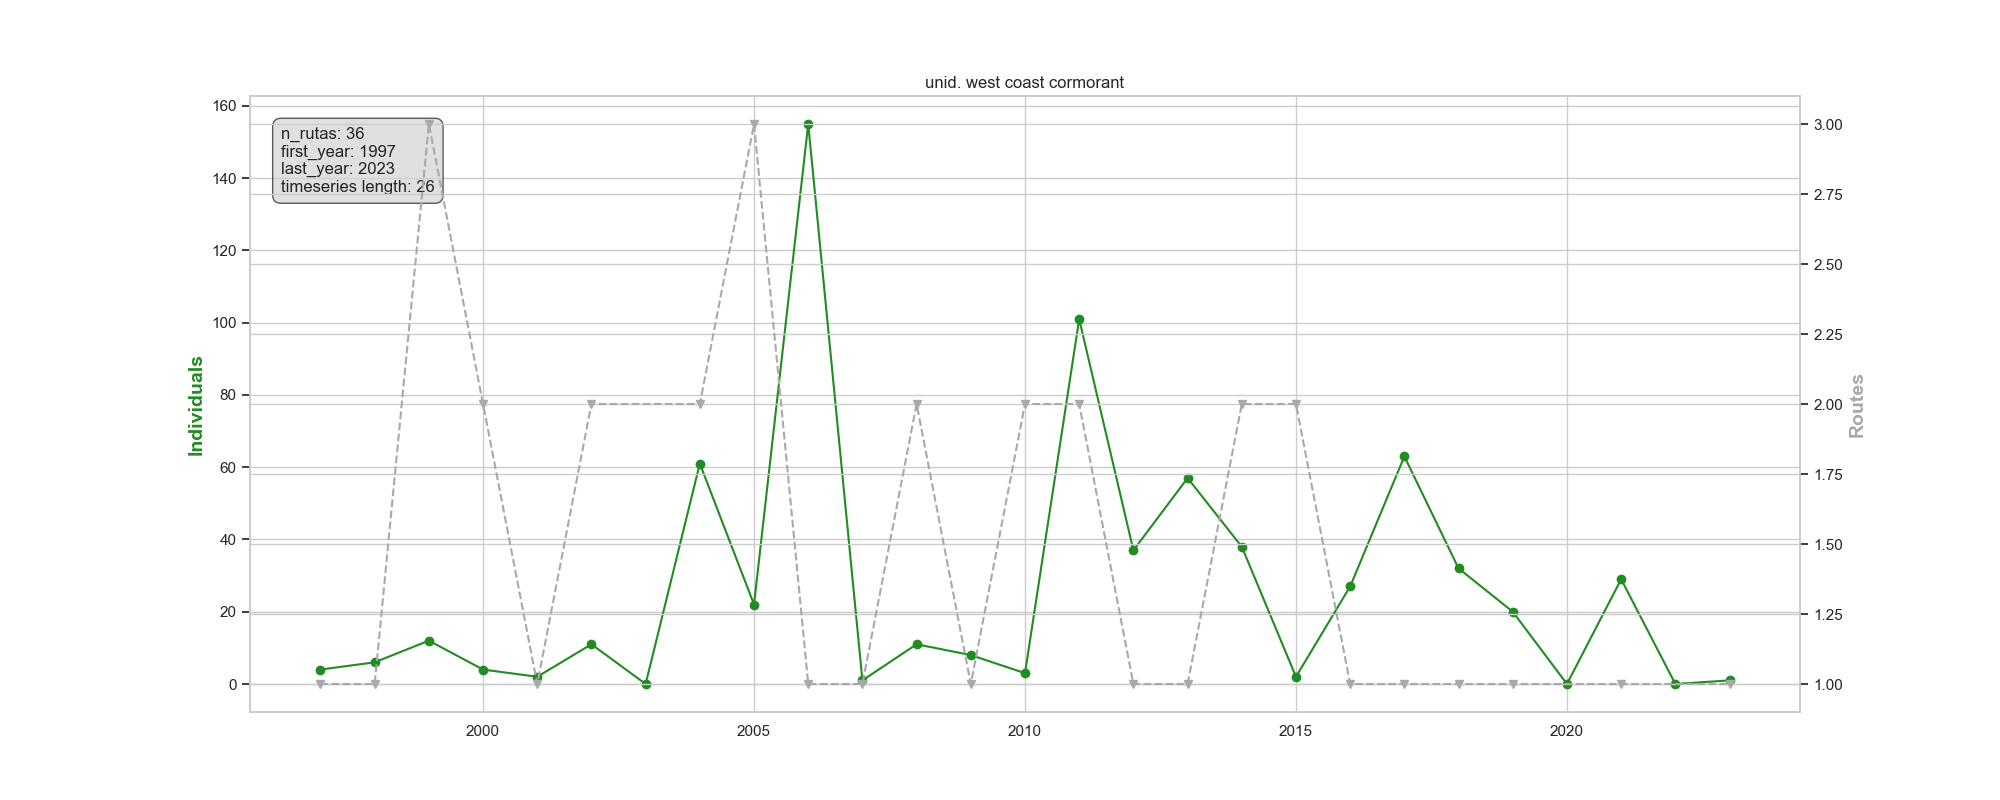 unid. west coast cormorant
160
140
120
100
80
60
40
20
0
Individuals
n_rutas: 36
first_year: 1997
last_year: 2023
timeseries length: 26
3.00
2.75
2.50
2.25
2.00
1.75
1.50
1.25
1.00
Routes
2000 2005 2010 2015 2020